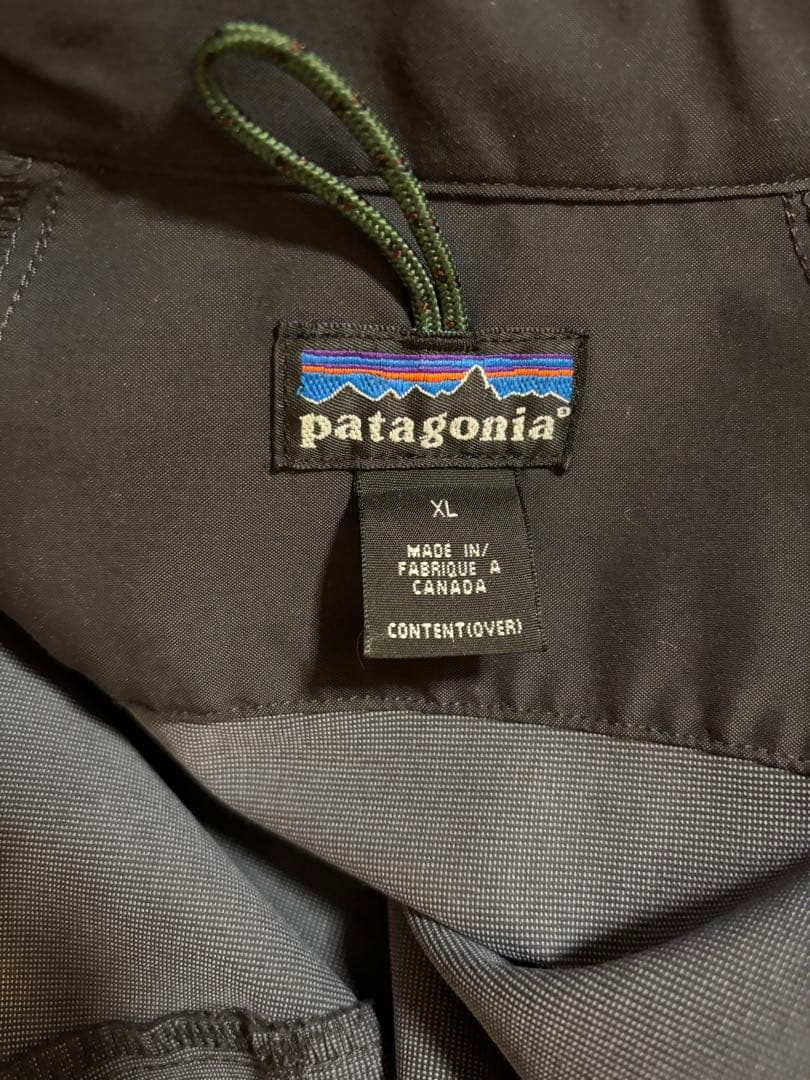 patagonia®
XL
MADE IN/
FABRIQUE A
CANADA
CONTENT(OVER)